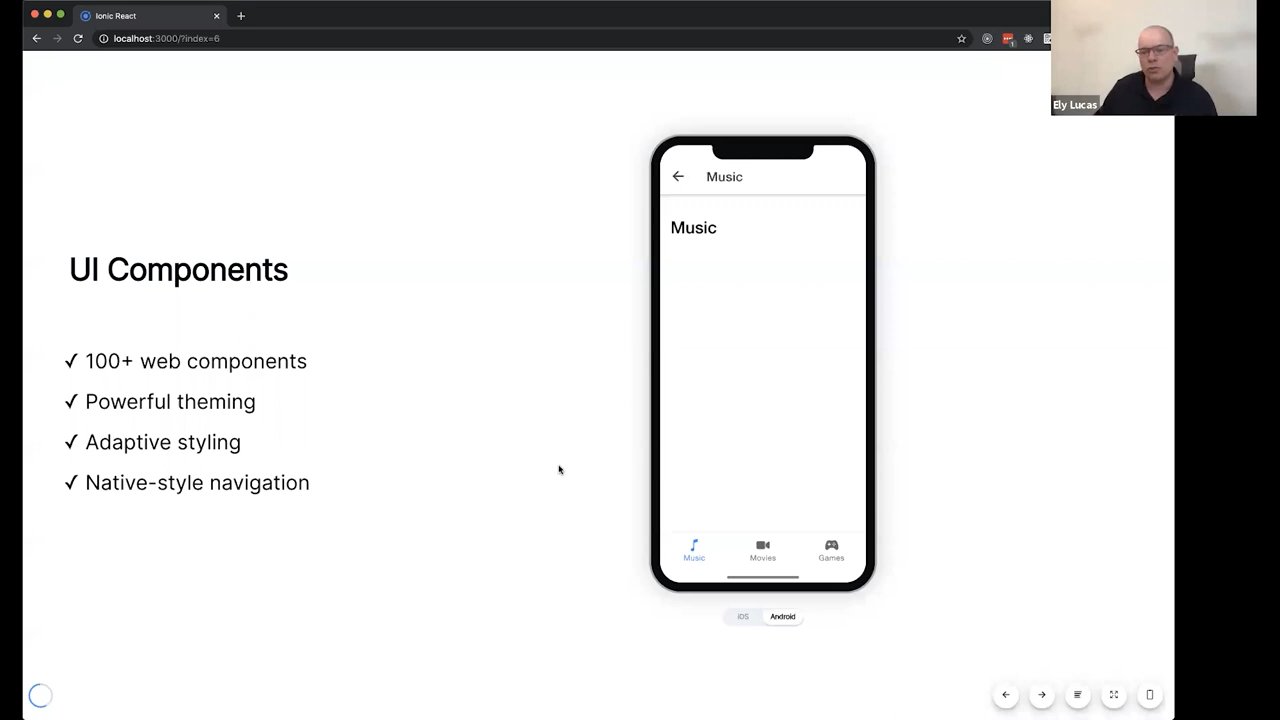 Ionic React
localhost:3000/?index=6
1
Ely Lucas
UI Components
✓ 100+ web components
✓ Powerful theming
✓ Adaptive styling
✓ Native-style navigation
Music
Music
Music
Movies
Games
iOS
Android